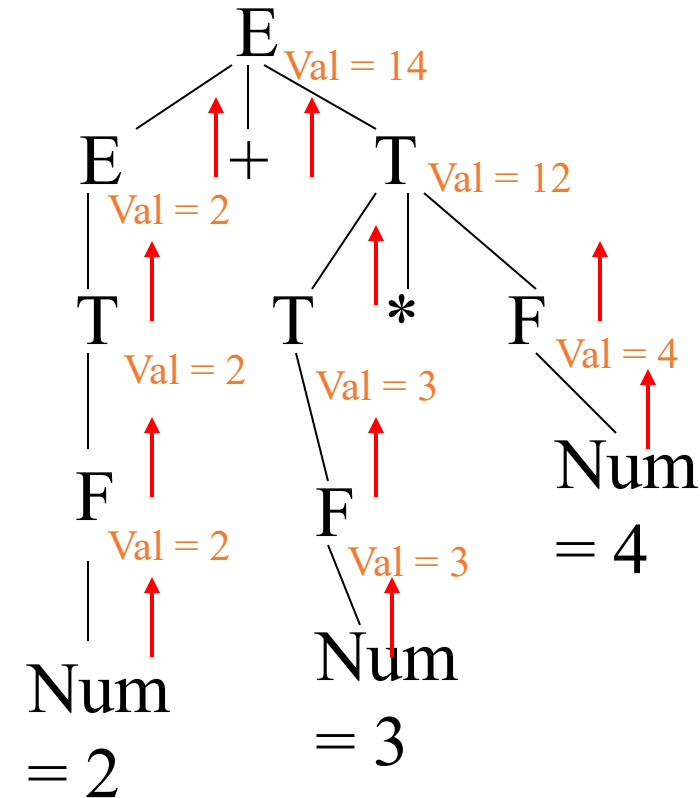 E
Val = 14
E + T
Val = 12
Val = 2
T T * F
Val = 4
Val = 2
Val = 3
Num
= 4
F
F
Val = 2
Val = 3
Num
= 3
Num
= 2